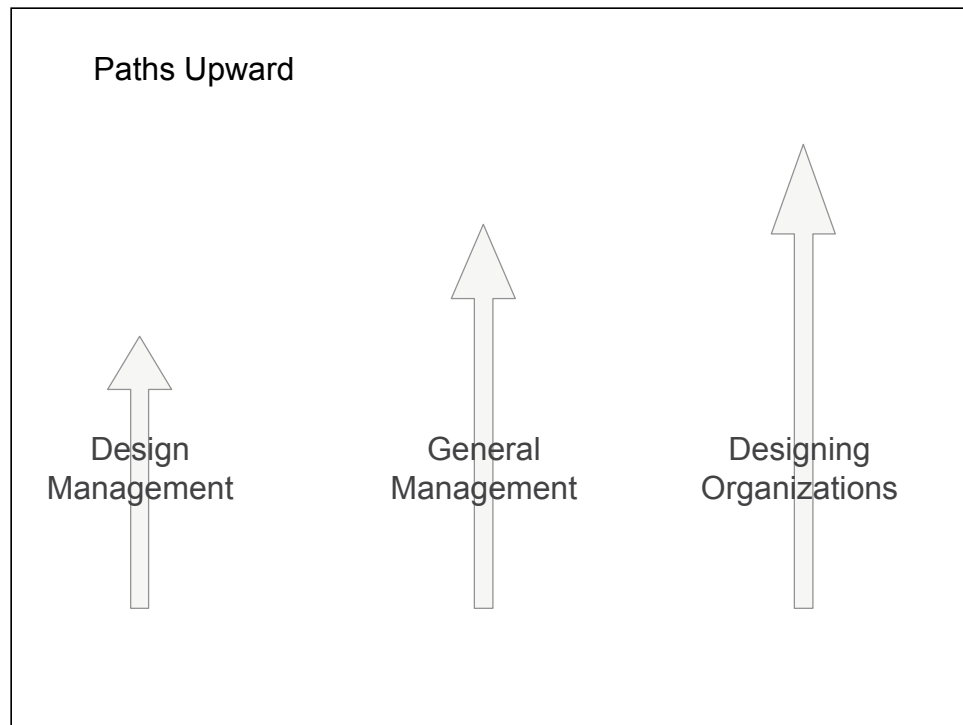 Paths Upward
Design
Management
General
Management
Designing
Organizations